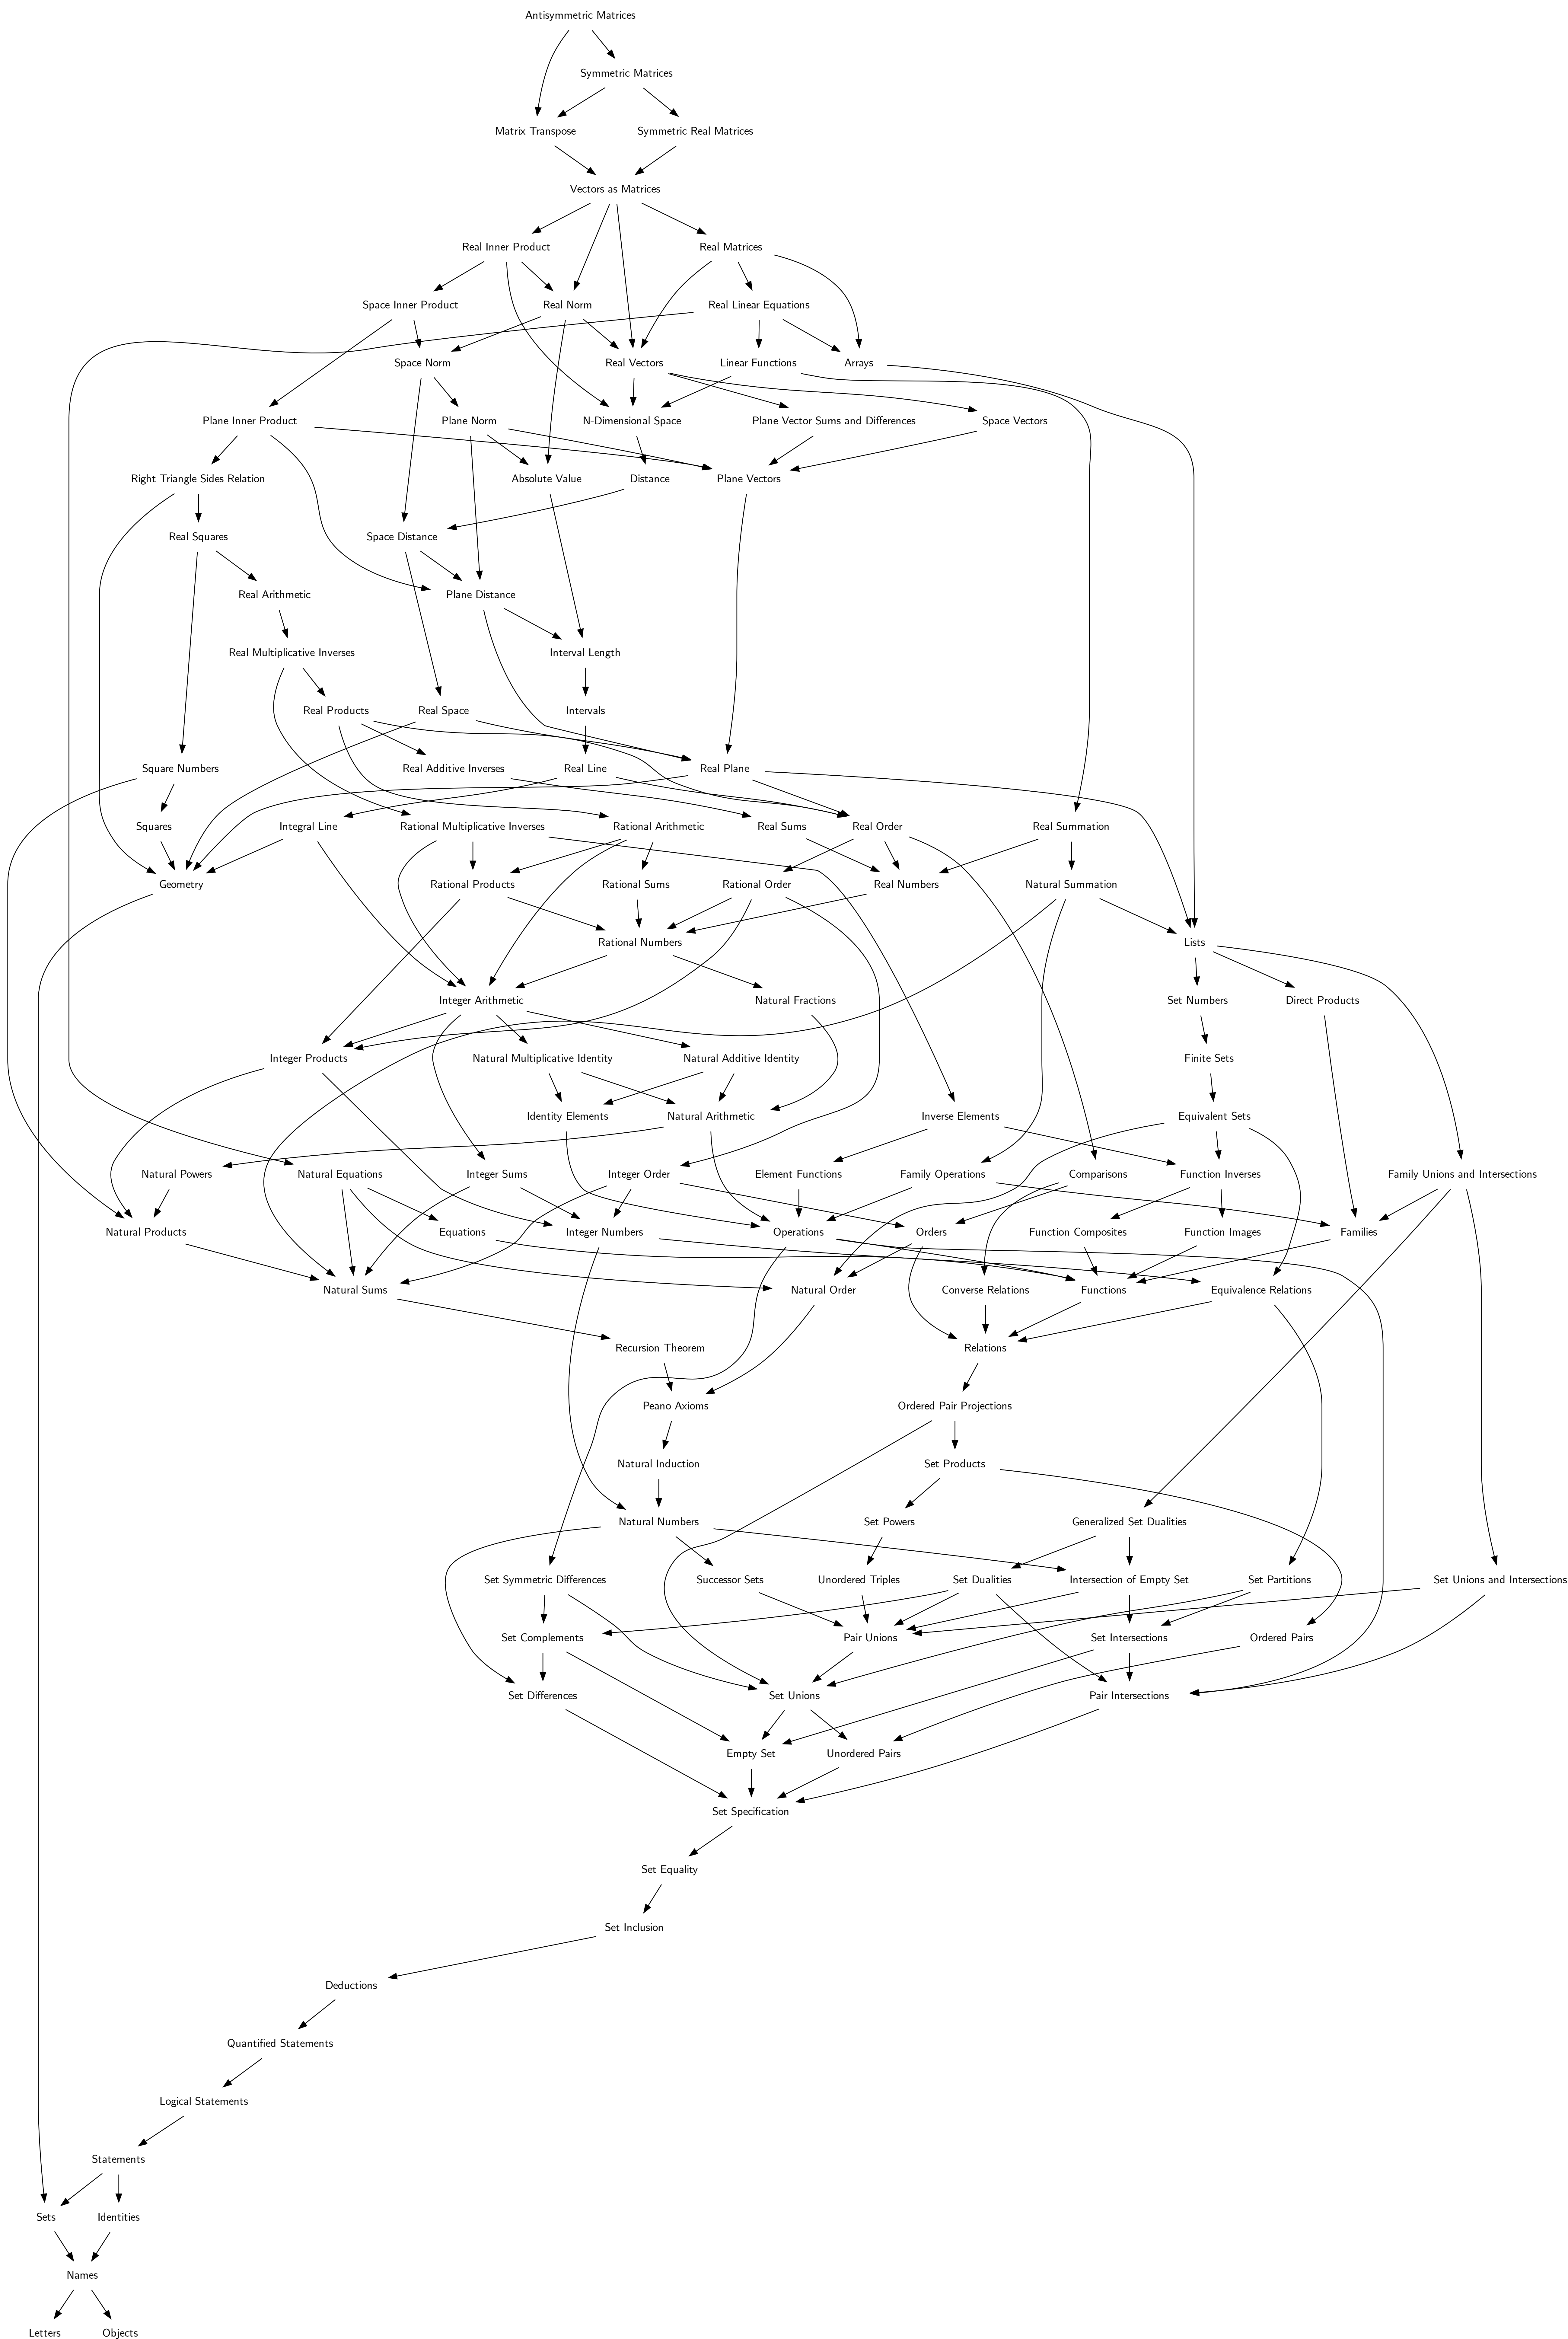 Antisymmetric Matrices
Symmetric Matrices
Matrix Transpose
Symmetric Real Matrices
Vectors as Matrices
Real Inner Product
Real Matrices
Space Inner Product
Real Norm
Real Linear Equations
Space Norm
Real Vectors
Linear Functions
Arrays
Plane Inner Product
Plane Norm
N-Dimensional Space
Plane Vector Sums and Differences
Space Vectors
Right Triangle Sides Relation
Absolute Value
Distance
Plane Vectors
Real Squares
Space Distance
Real Arithmetic
Plane Distance
Real Multiplicative Inverses
Interval Length
Real Products
Real Space
Intervals
Square Numbers
Real Additive Inverses
Real Line
Real Plane
Squares
Integral Line
Rational Multiplicative Inverses
Rational Arithmetic
Real Sums
Real Order
Real Summation
Geometry
Rational Products
Rational Sums
Rational Order
Real Numbers
Natural Summation
Rational Numbers
Lists
Integer Arithmetic
Natural Fractions
Set Numbers
Direct Products
Integer Products
Natural Multiplicative Identity
Natural Additive Identity
Finite Sets
Identity Elements
Natural Arithmetic
Inverse Elements
Equivalent Sets
Natural Powers
Natural Equations
Integer Sums
Integer Order
Element Functions
Family Operations
Comparisons
Function Inverses
Family Unions and Intersections
Natural Products
Equations
Integer Numbers
Operations
Orders
Function Composites
Function Images
Families
Natural Sums
Natural Order
Converse Relations
Functions
Equivalence Relations
Recursion Theorem
Relations
Peano Axioms
Ordered Pair Projections
Natural Induction
Set Products
Natural Numbers
Set Powers
Generalized Set Dualities
Set Symmetric Differences
Successor Sets
Unordered Triples
Set Dualities
Intersection of Empty Set
Set Partitions
Set Unions and Intersections
Set Complements
Pair Unions
Set Intersections
Ordered Pairs
Set Differences
Set Unions
Pair Intersections
Empty Set
Unordered Pairs
Set Specification
Set Equality
Set Inclusion
Deductions
Quantified Statements
Logical Statements
Statements
Sets
Identities
Names
Letters
Objects